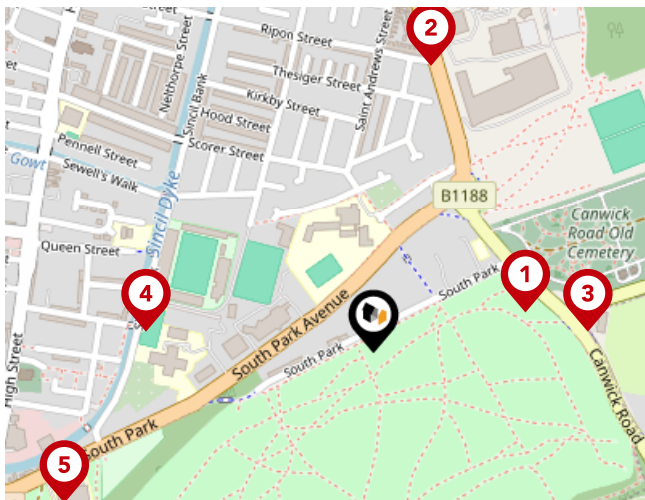 2
Ripon Street
Thesiger Street
Kirkby Street
Hood Street
Scorer Street
Saint Andrews Street
Nelthorpe Street
Sincil Bank
Pennell Street
Sewell's Walk
Gowt
Sincil Dyke
Queen Street
B1188
Canwick
Road Old
Cemetery
1
3
4
South Park
South Park Avenue
South Park
High Street
Canwick Road
South Park
5